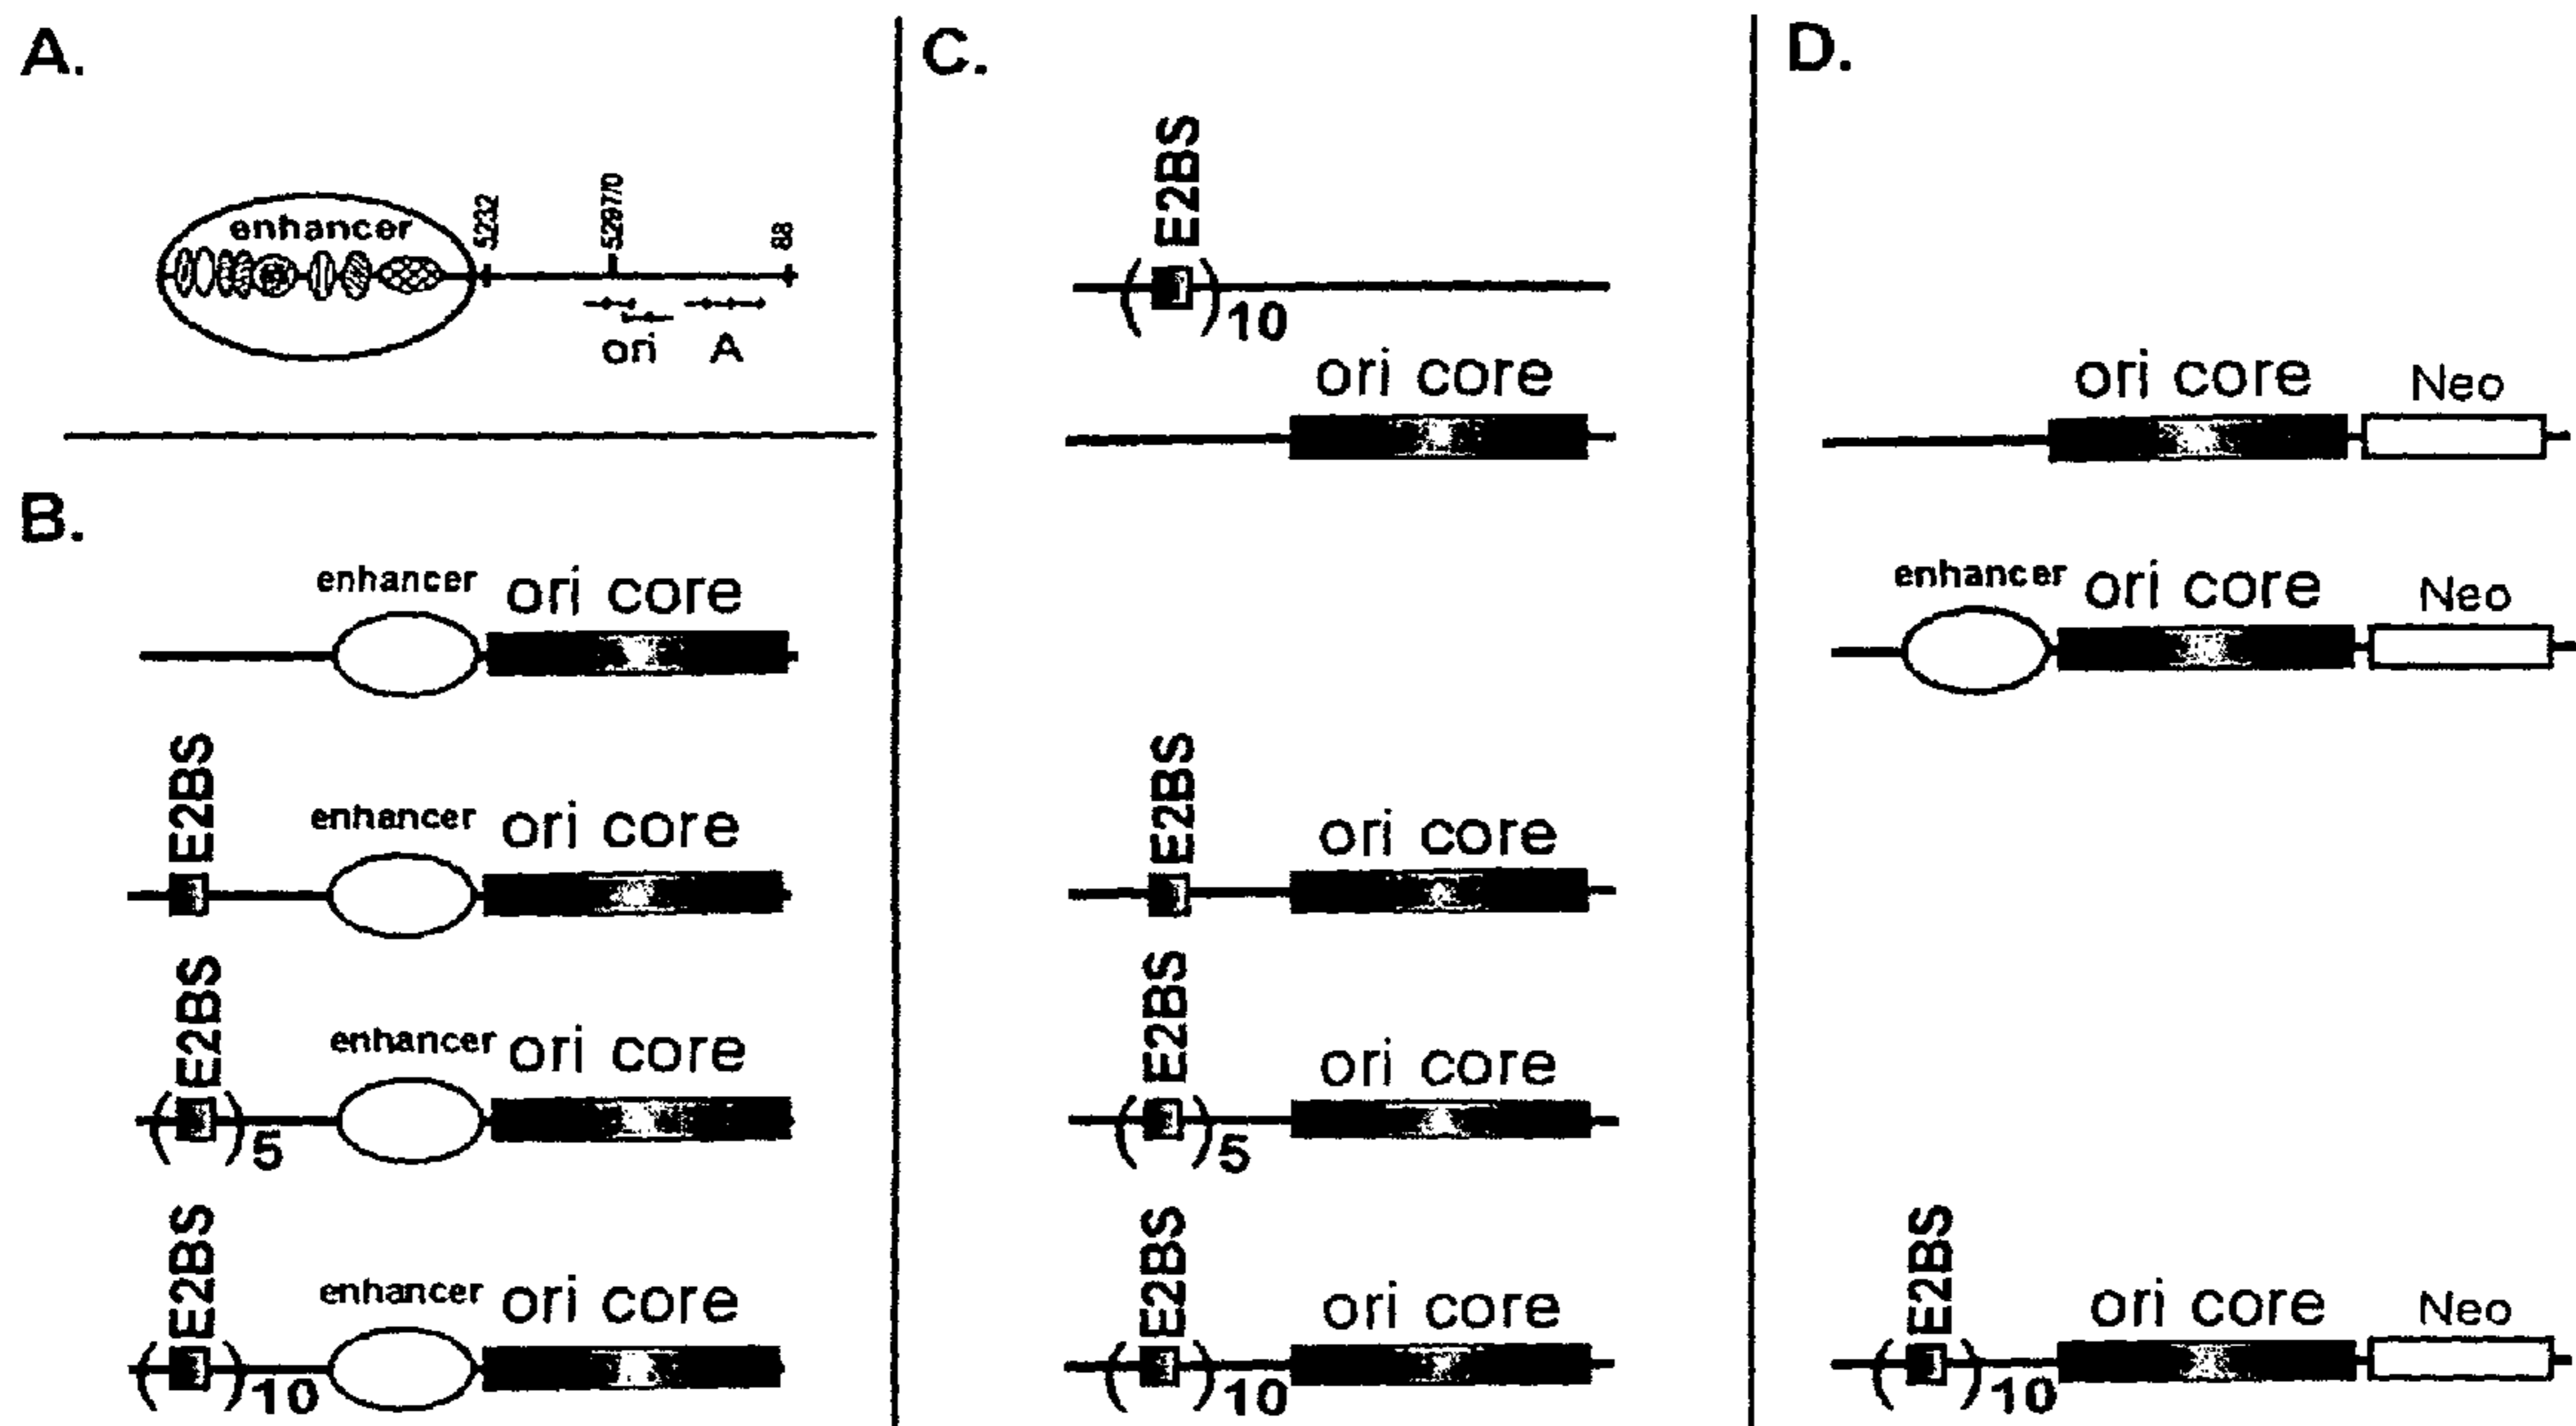 A.
enhancer
5232
5297/0
88
ori A
B.
enhancer ori core
E2BS
enhancer ori core
E2BS
enhancer ori core
( )5
E2BS
enhancer ori core
( )10
C.
E2BS
( )10
ori core
E2BS
ori core
E2BS
ori core
( )5
E2BS
ori core
( )10
D.
ori core Neo
enhancer ori core Neo
E2BS
ori core Neo
( )10